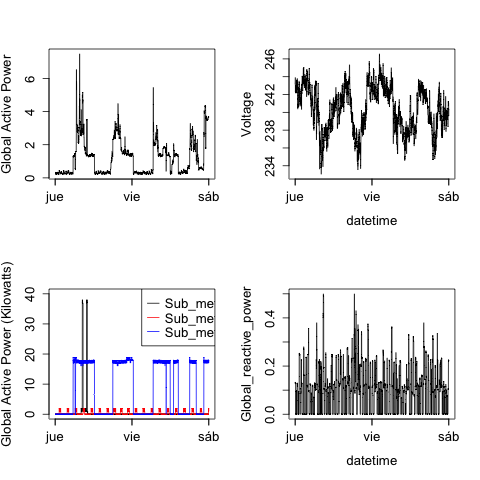 Global Active Power
0 2 4 6
jue vie sáb
Voltage
234 238 242 246
jue vie sáb
datetime
Global Active Power (Kilowatts)
0 10 20 30 40
Sub_me
Sub_me
Sub_me
jue vie sáb
Global_reactive_power
0.0 0.2 0.4
jue vie sáb
datetime